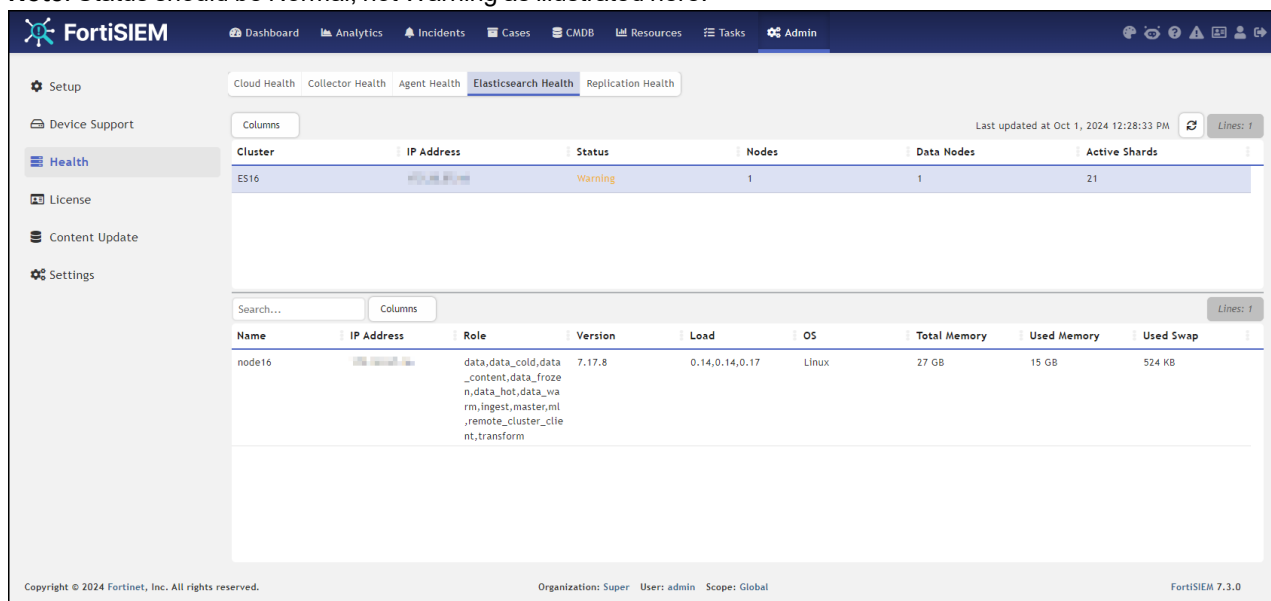 Note: Status should be Normal, not Warning as illustrated here.
FortiSIEM Dashboard Analytics Incidents Cases CMDB Resources Tasks Admin
Setup
Device Support
Health
License
Content Update
Settings
Cloud Health Collector Health Agent Health Elasticsearch Health Replication Health
Columns Last updated at Oct 1, 2024 12:28:33 PM Lines: 1
Cluster IP Address Status Nodes Data Nodes Active Shards
ES16 Warning 1 1 21
Search... Columns Lines: 1
Name IP Address Role Version Load OS Total Memory Used Memory Used Swap
node16 data,data_cold,data 7.17.8 0.14,0.14,0.17 Linux 27 GB 15 GB 524 KB
_content,data_froze
n,data_hot,data_wa
rm,ingest,master,ml
,remote_cluster_clie
nt,transform
Copyright © 2024 Fortinet, Inc. All rights reserved. Organization: Super User: admin Scope: Global FortiSIEM 7.3.0